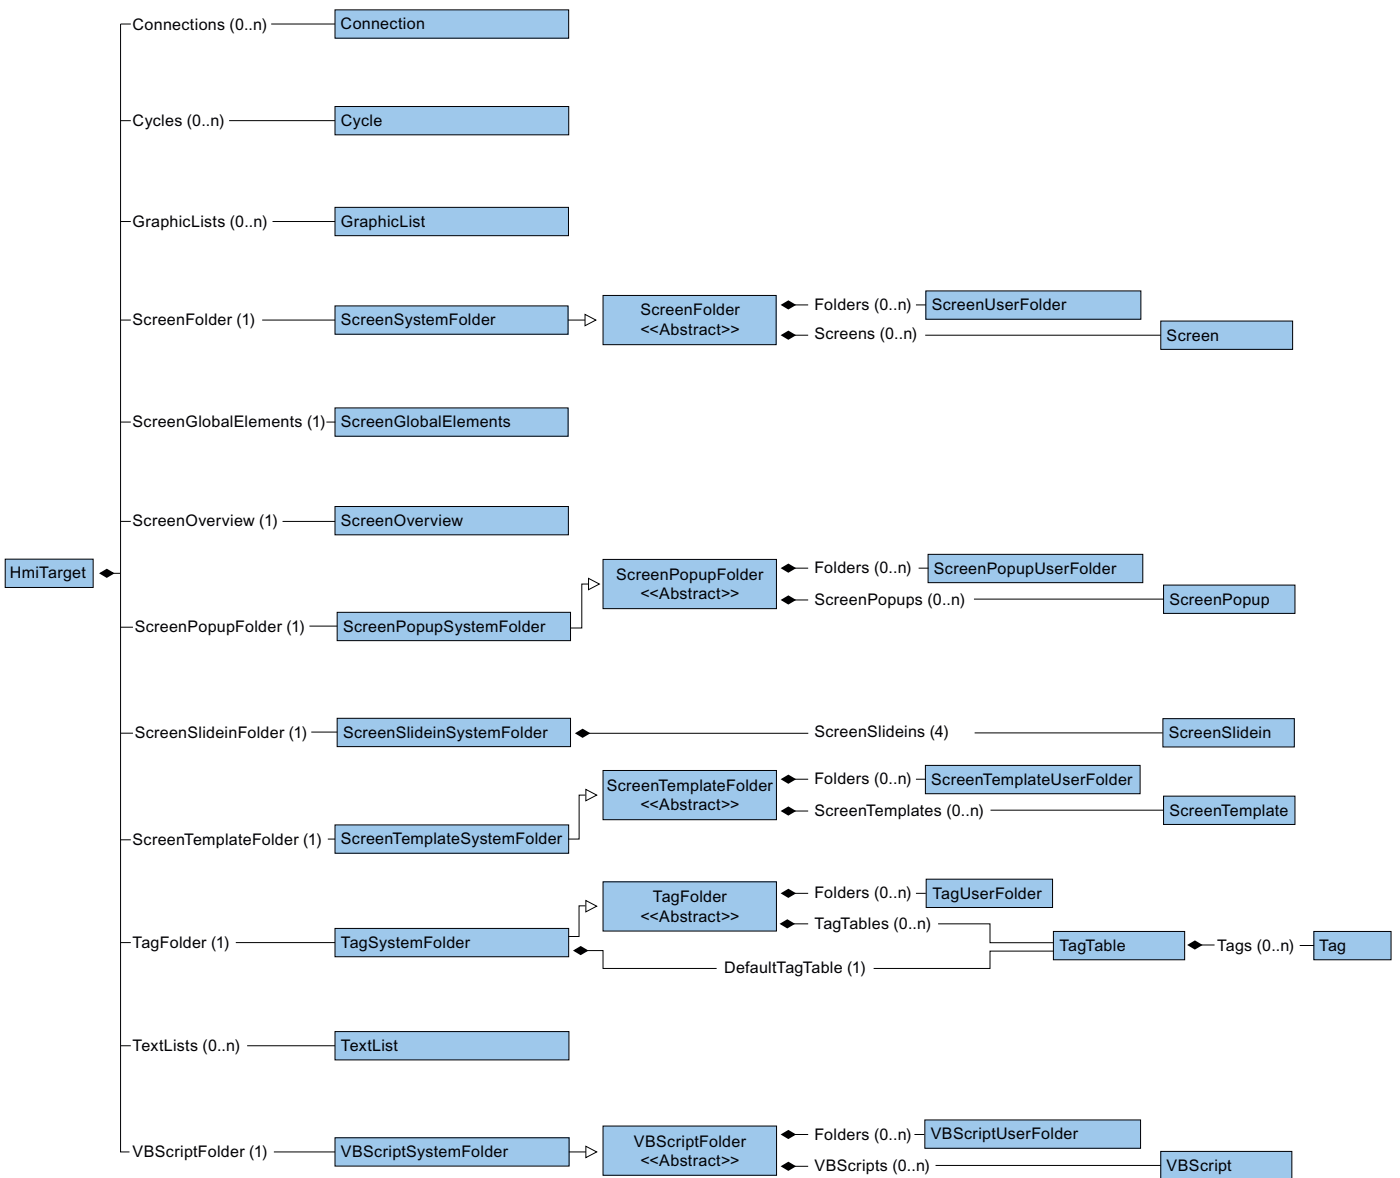 Connections (0..n) Connection
Cycles (0..n) Cycle
GraphicLists (0..n) GraphicList
ScreenFolder (1) ScreenSystemFolder
ScreenFolder
<<Abstract>>
Folders (0..n) ScreenUserFolder
Screens (0..n) Screen
ScreenGlobalElements (1) ScreenGlobalElements
ScreenOverview (1) ScreenOverview
HmiTarget
ScreenPopupFolder (1) ScreenPopupSystemFolder
ScreenPopupFolder
<<Abstract>>
Folders (0..n) ScreenPopupUserFolder
ScreenPopups (0..n) ScreenPopup
ScreenSlideinFolder (1) ScreenSlideinSystemFolder ScreenSlideins (4) ScreenSlidein
ScreenTemplateFolder (1) ScreenTemplateSystemFolder
ScreenTemplateFolder
<<Abstract>>
Folders (0..n) ScreenTemplateUserFolder
ScreenTemplates (0..n) ScreenTemplate
TagFolder (1) TagSystemFolder
TagFolder
<<Abstract>>
Folders (0..n) TagUserFolder
TagTables (0..n)
DefaultTagTable (1)
TagTable Tags (0..n) Tag
TextLists (0..n) TextList
VBScriptFolder (1) VBScriptSystemFolder
VBScriptFolder
<<Abstract>>
Folders (0..n) VBScriptUserFolder
VBScripts (0..n) VBScript